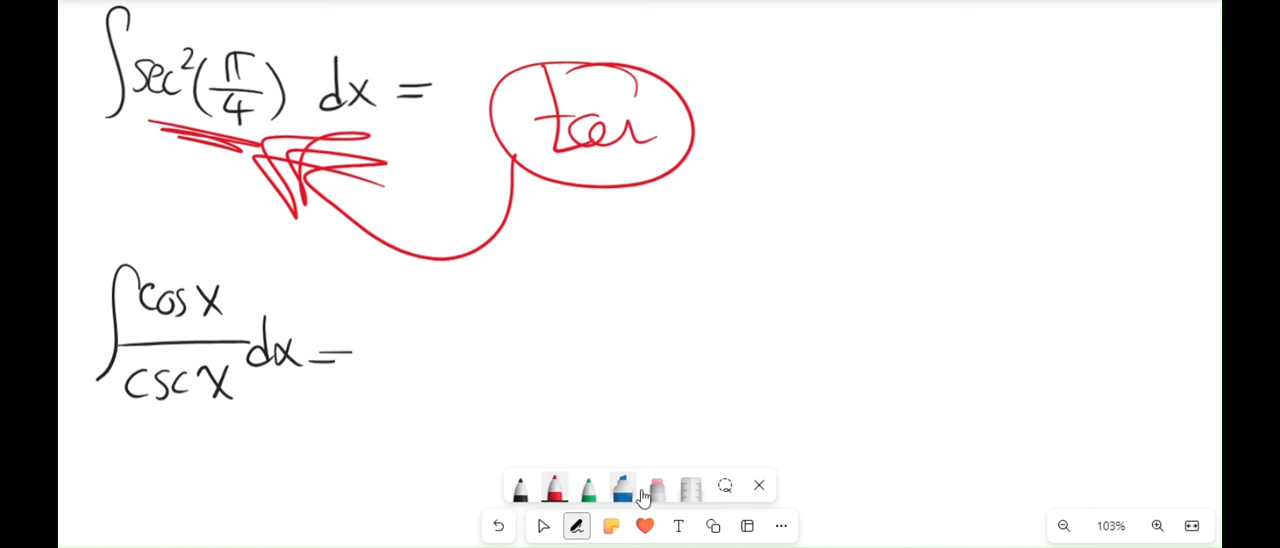 ∫sec²(π/4) dx =
tan
∫cos x / csc x dx =
T
103%